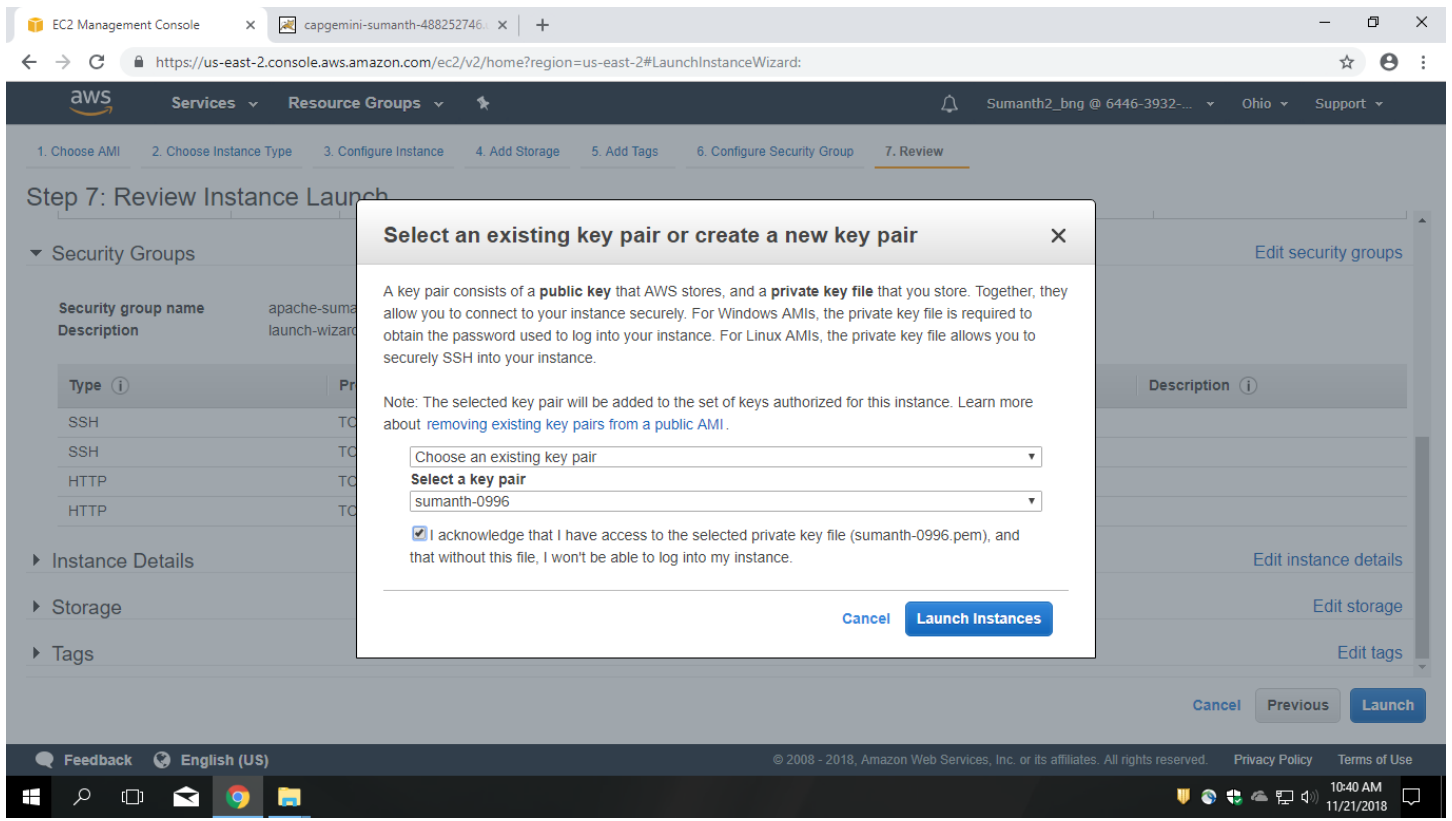 EC2 Management Console
capgemini-sumanth-488252746.
https://us-east-2.console.aws.amazon.com/ec2/v2/home?region=us-east-2#LaunchInstanceWizard:
aws Services Resource Groups Sumanth2_bng @ 6446-3932-... Ohio Support
1. Choose AMI 2. Choose Instance Type 3. Configure Instance 4. Add Storage 5. Add Tags 6. Configure Security Group 7. Review
Step 7: Review Instance Launch
Security Groups Edit security groups
Security group name apache-suma
Description launch-wizard
Type Pr Description
SSH TC
SSH TC
HTTP TC
HTTP TC
Instance Details Edit instance details
Storage Edit storage
Tags Edit tags
Select an existing key pair or create a new key pair
A key pair consists of a public key that AWS stores, and a private key file that you store. Together, they
allow you to connect to your instance securely. For Windows AMIs, the private key file is required to
obtain the password used to log into your instance. For Linux AMIs, the private key file allows you to
securely SSH into your instance.
Note: The selected key pair will be added to the set of keys authorized for this instance. Learn more
about removing existing key pairs from a public AMI.
Choose an existing key pair
Select a key pair
sumanth-0996
I acknowledge that I have access to the selected private key file (sumanth-0996.pem), and
that without this file, I won't be able to log into my instance.
Cancel Launch Instances
Cancel Previous Launch
Feedback English (US) © 2008 - 2018, Amazon Web Services, Inc. or its affiliates. All rights reserved. Privacy Policy Terms of Use
10:40 AM
11/21/2018